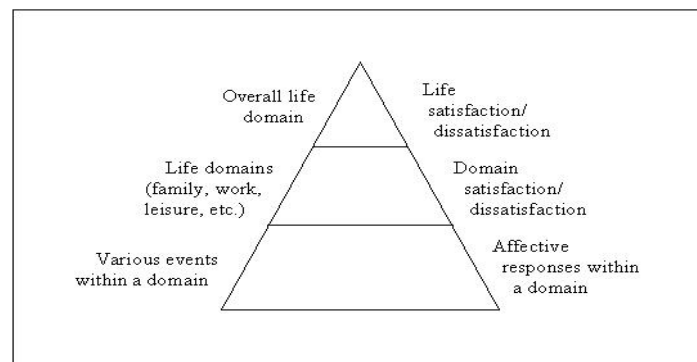 Overall life
domain
Life
satisfaction/
dissatisfaction
Life domains
(family, work,
leisure, etc.)
Domain
satisfaction/
dissatisfaction
Various events
within a domain
Affective
responses within
a domain